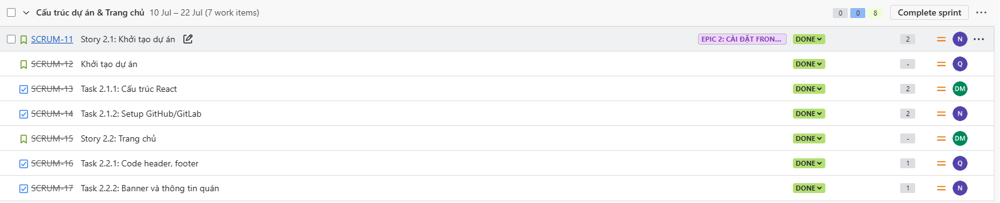 Cấu trúc dự án & Trang chủ 10 Jul – 22 Jul (7 work items) 0 0 8 Complete sprint
SCRUM-11 Story 2.1: Khởi tạo dự án EPIC 2: CÀI ĐẶT FRON... DONE 2 N
SCRUM-12 Khởi tạo dự án DONE - Q
SCRUM-13 Task 2.1.1: Cấu trúc React DONE 2 DM
SCRUM-14 Task 2.1.2: Setup GitHub/GitLab DONE 2 N
SCRUM-15 Story 2.2: Trang chủ DONE - DM
SCRUM-16 Task 2.2.1: Code header, footer DONE 1 Q
SCRUM-17 Task 2.2.2: Banner và thông tin quán DONE 1 N